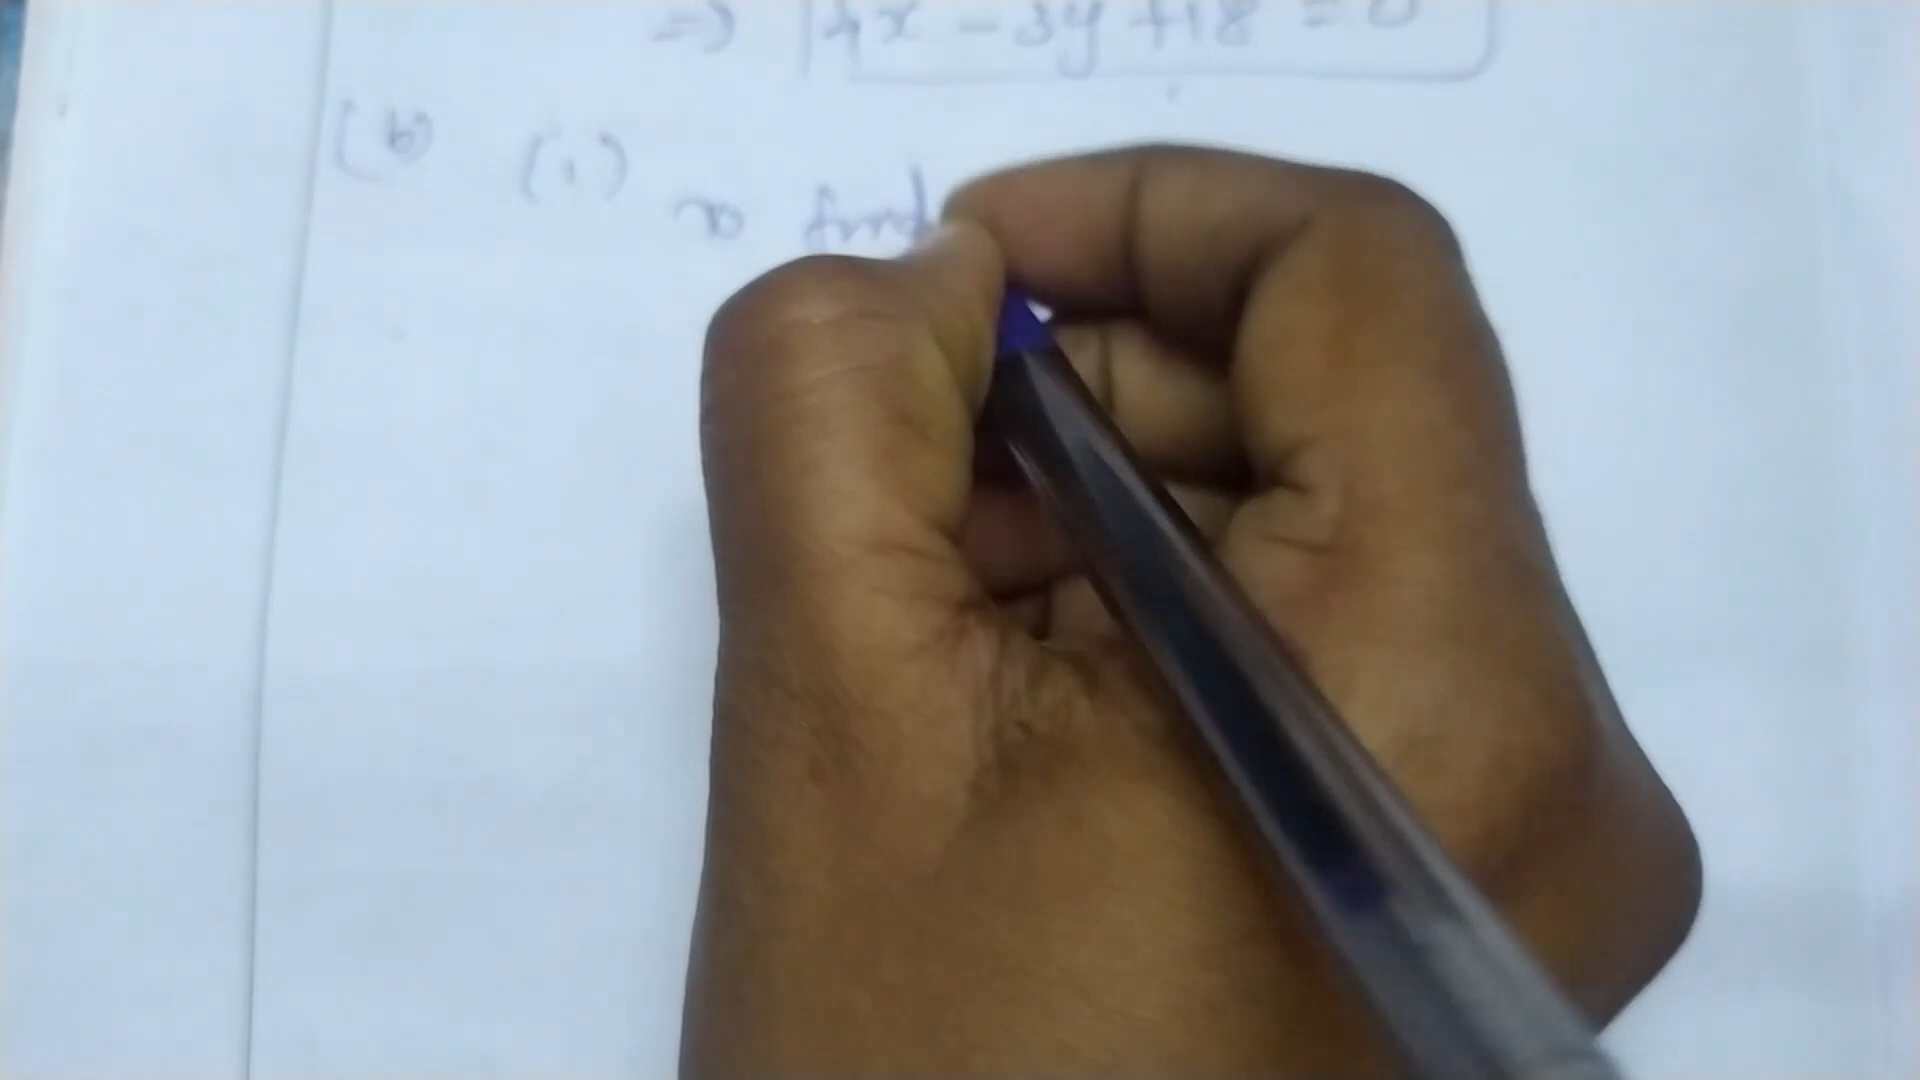 ⇒ 4x - 3y + 18 = 0
(b) (i) To find